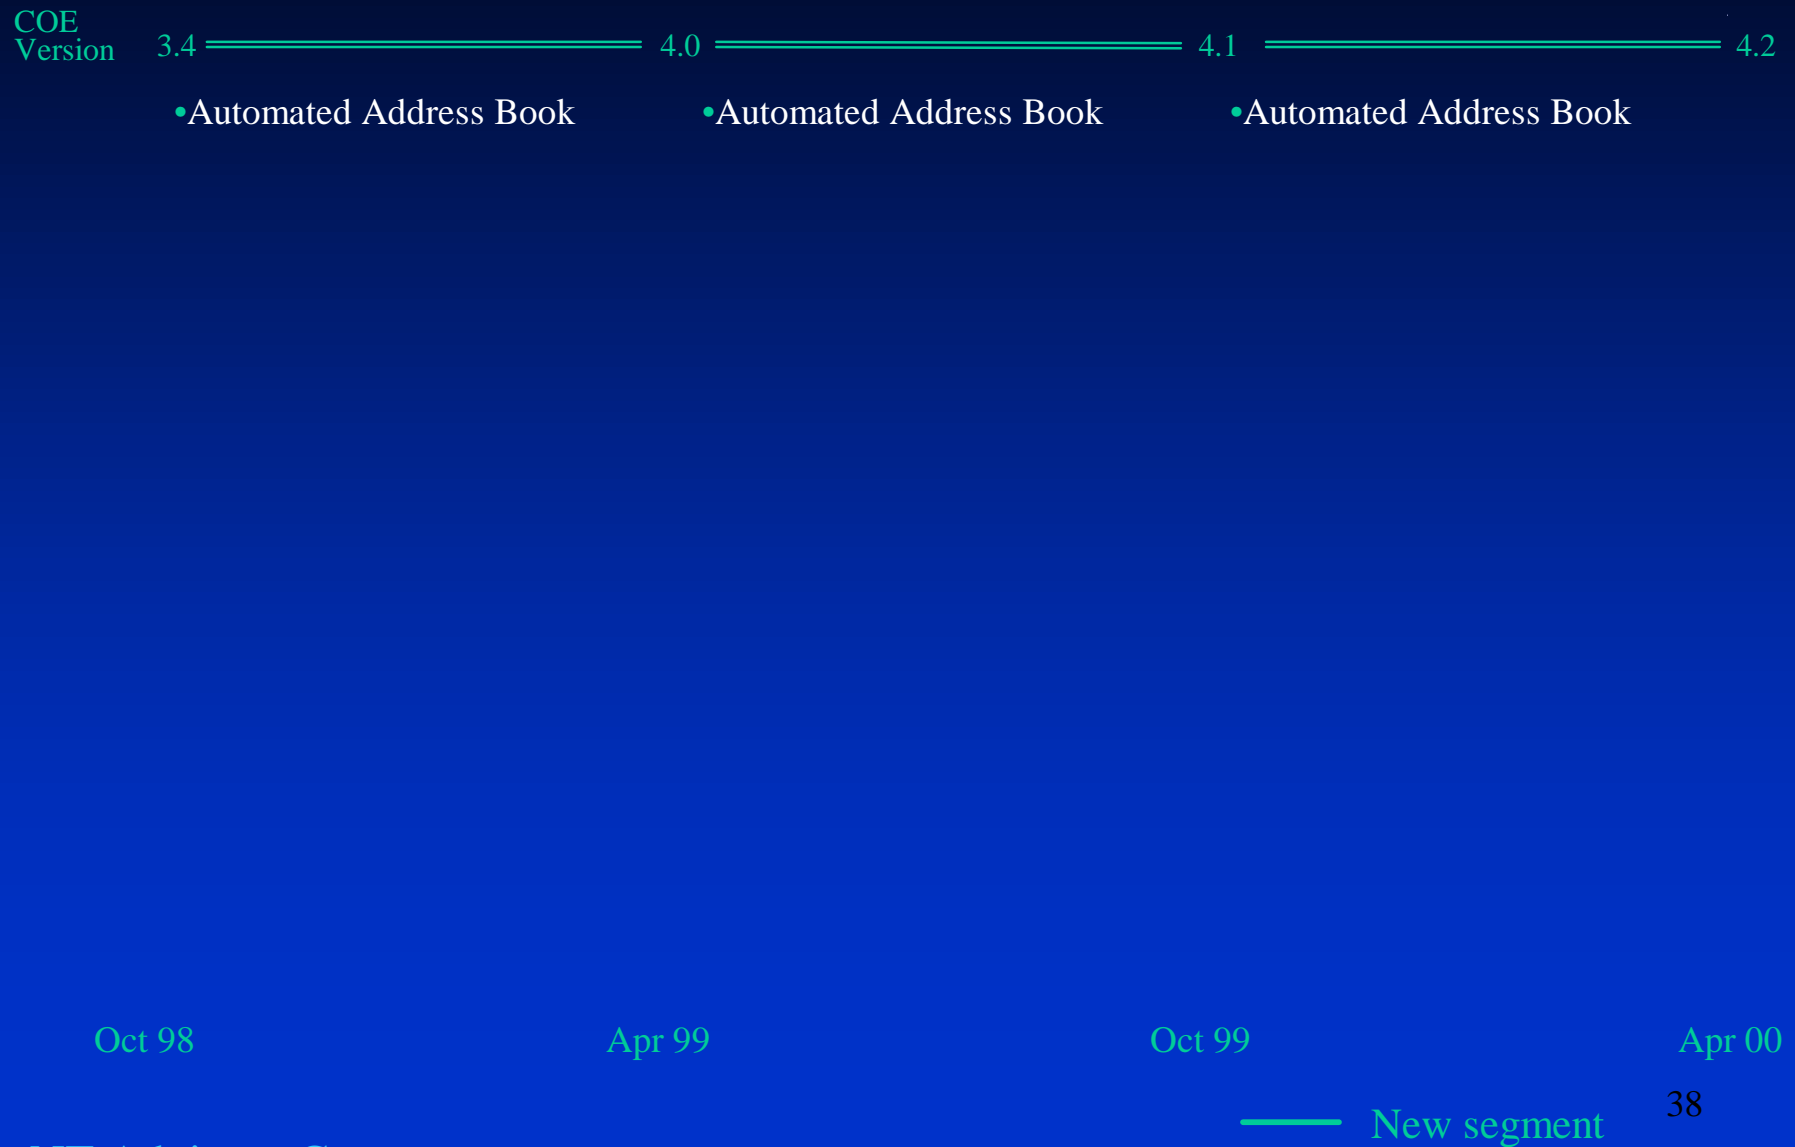 COE
Version 3.4 4.0 4.1 4.2
•Automated Address Book •Automated Address Book •Automated Address Book
Oct 98 Apr 99 Oct 99 Apr 00
38
New segment